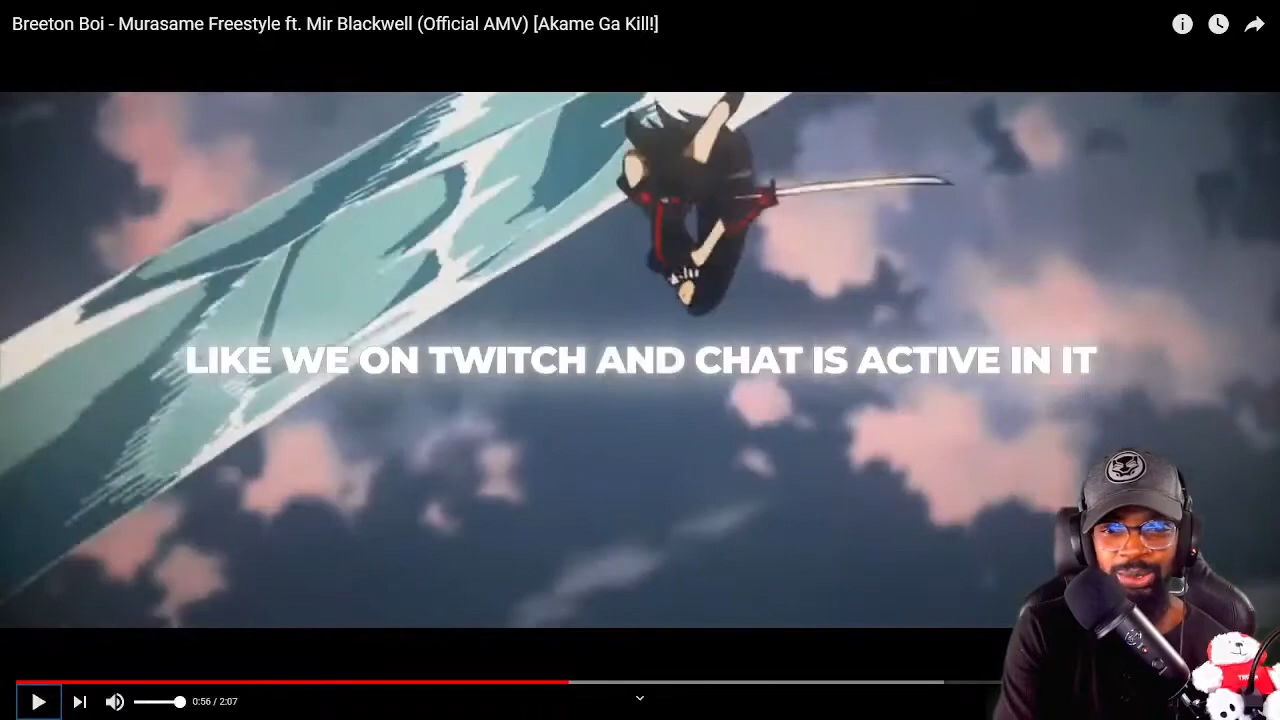 Breeton Boi - Murasame Freestyle ft. Mir Blackwell (Official AMV) [Akame Ga Kill!]
LIKE WE ON TWITCH AND CHAT IS ACTIVE IN IT
0:56 / 2:07